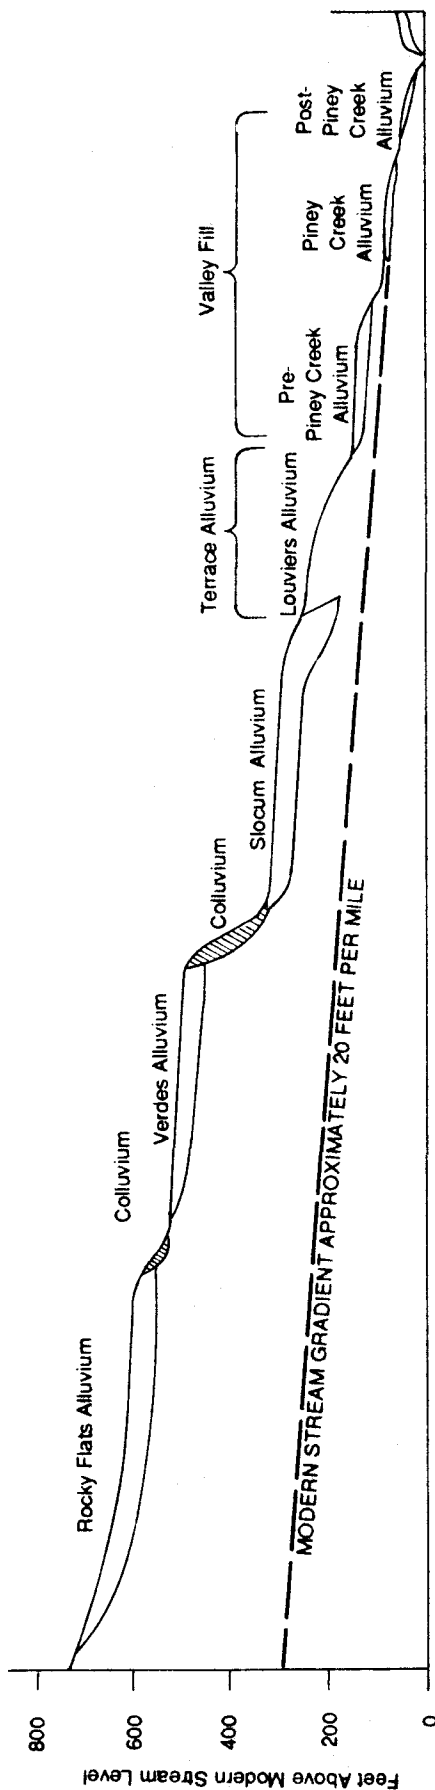 Feet Above Modern Stream Level
800
600
400
200
0
Rocky Flats Alluvium
Colluvium
Verdes Alluvium
Colluvium
Slocum Alluvium
Terrace Alluvium
Louviers Alluvium
Valley Fill
Pre-
Piney Creek
Alluvium
Piney
Creek
Alluvium
Post-
Piney
Creek
Alluvium
MODERN STREAM GRADIENT APPROXIMATELY 20 FEET PER MILE